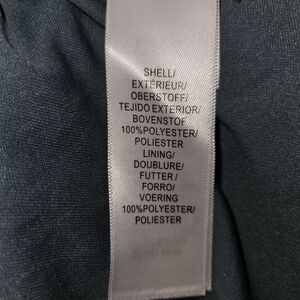 SHELL/
EXTÉRIEUR/
OBERSTOFF/
TEJIDO EXTERIOR/
BOVENSTOF
100%POLYESTER/
POLIESTER
LINING/
DOUBLURE/
FUTTER /
FORRO/
VOERING
100%POLYESTER/
POLIESTER